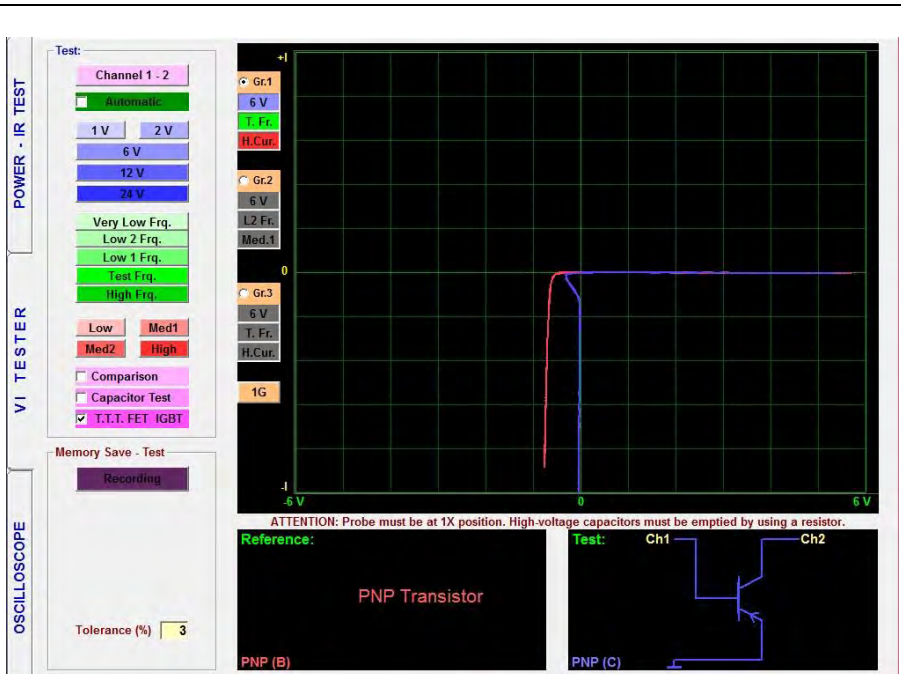 POWER - IR TEST
VI TESTER
OSCILLOSCOPE
Test:
Channel 1 - 2
Automatic
1 V
2 V
6 V
12 V
24 V
Very Low Frq.
Low 2 Frq.
Low 1 Frq.
Test Frq.
High Frq.
Low
Med1
Med2
High
Comparison
Capacitor Test
T.T.T. FET IGBT
Memory Save - Test
Recording
Tolerance (%) 3
Gr.1
6 V
T. Fr.
H.Cur.
Gr.2
6 V
L2 Fr.
Med.1
Gr.3
6 V
T. Fr.
H.Cur.
1G
+I
0
-I
-6 V 0 6 V
ATTENTION: Probe must be at 1X position. High-voltage capacitors must be emptied by using a resistor.
Reference:
PNP Transistor
PNP (B)
Test:
Ch1
Ch2
PNP (C)